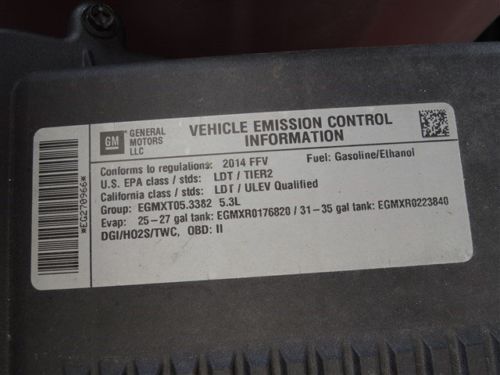 GM
GENERAL MOTORS LLC
VEHICLE EMISSION CONTROL
INFORMATION
Conforms to regulations: 2014 FFV Fuel: Gasoline/Ethanol
U.S. EPA class / stds: LDT / TIER2
California class / stds: LDT / ULEV Qualified
Group: EGMXT05.3382 5.3L
Evap: 25-27 gal tank: EGMXR0176820 / 31-35 gal tank: EGMXR0223840
DGI/HO2S/TWC, OBD: II
*EG270966*